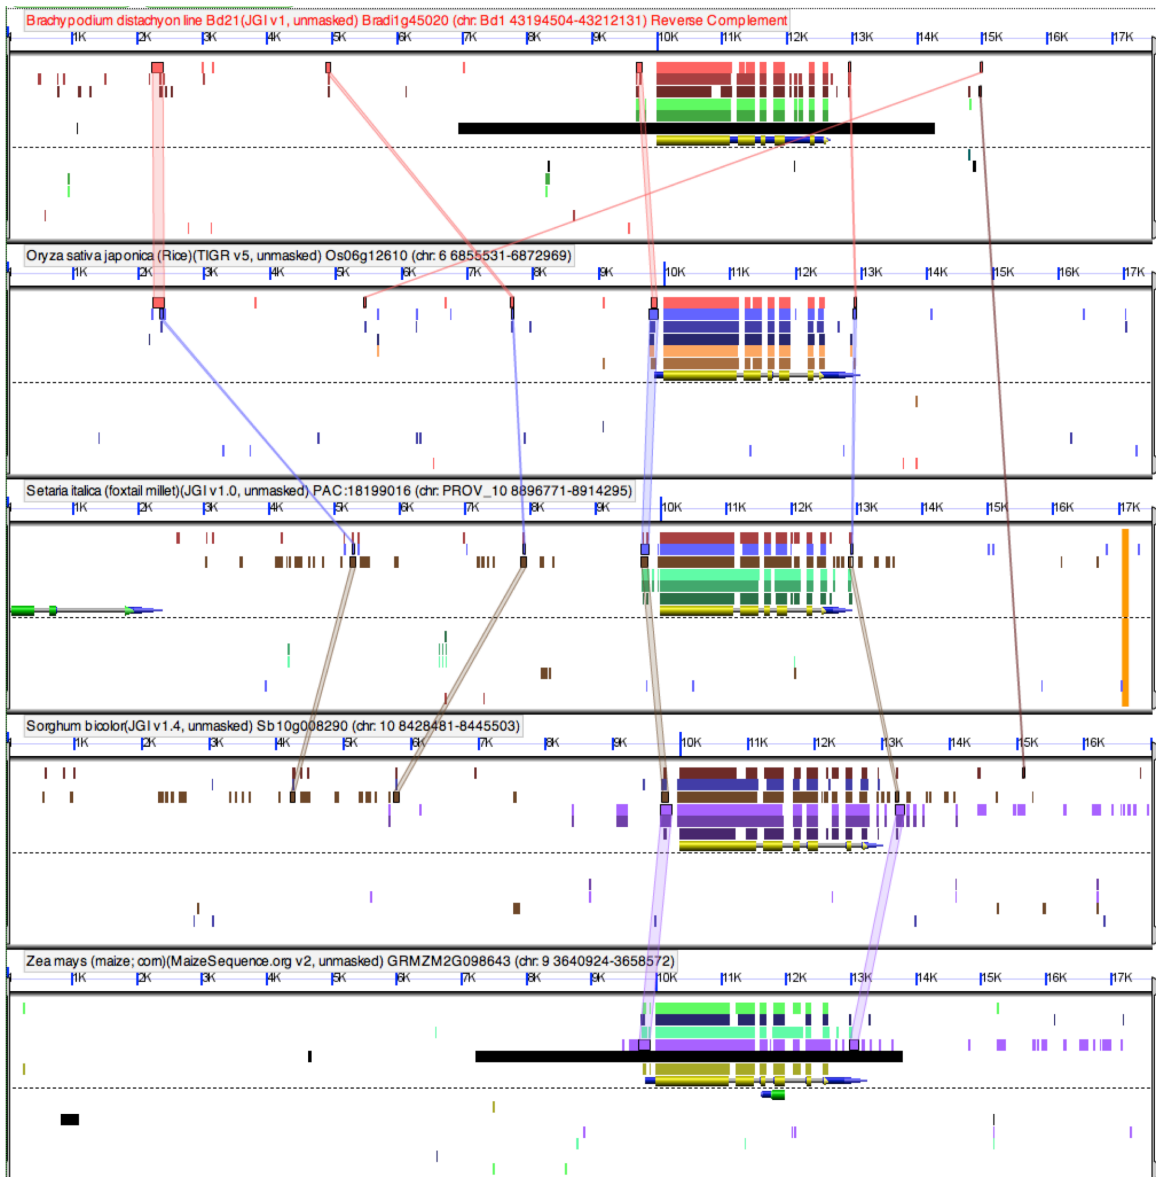 Brachypodium distachyon line Bd21(JGI v1, unmasked) Bradi1g45020 (chr: Bd1 43194504-43212131) Reverse Complement
1K 2K 3K 4K 5K 6K 7K 8K 9K 10K 11K 12K 13K 14K 15K 16K 17K
Oryza sativa japonica (Rice)(TIGR v5, unmasked) Os06g12610 (chr: 6 6855531-6872969)
1K 2K 3K 4K 5K 6K 7K 8K 9K 10K 11K 12K 13K 14K 15K 16K 17K
Setaria italica (foxtail millet)(JGI v1.0, unmasked) PAC:18199016 (chr: PROV_10 8896771-8914295)
1K 2K 3K 4K 5K 6K 7K 8K 9K 10K 11K 12K 13K 14K 15K 16K 17K
Sorghum bicolor(JGI v1.4, unmasked) Sb10g008290 (chr: 10 8428481-8445503)
1K 2K 3K 4K 5K 6K 7K 8K 9K 10K 11K 12K 13K 14K 15K 16K
Zea mays (maize; corn)(MaizeSequence.org v2, unmasked) GRMZM2G098643 (chr: 9 3640924-3658572)
1K 2K 3K 4K 5K 6K 7K 8K 9K 10K 11K 12K 13K 14K 15K 16K 17K